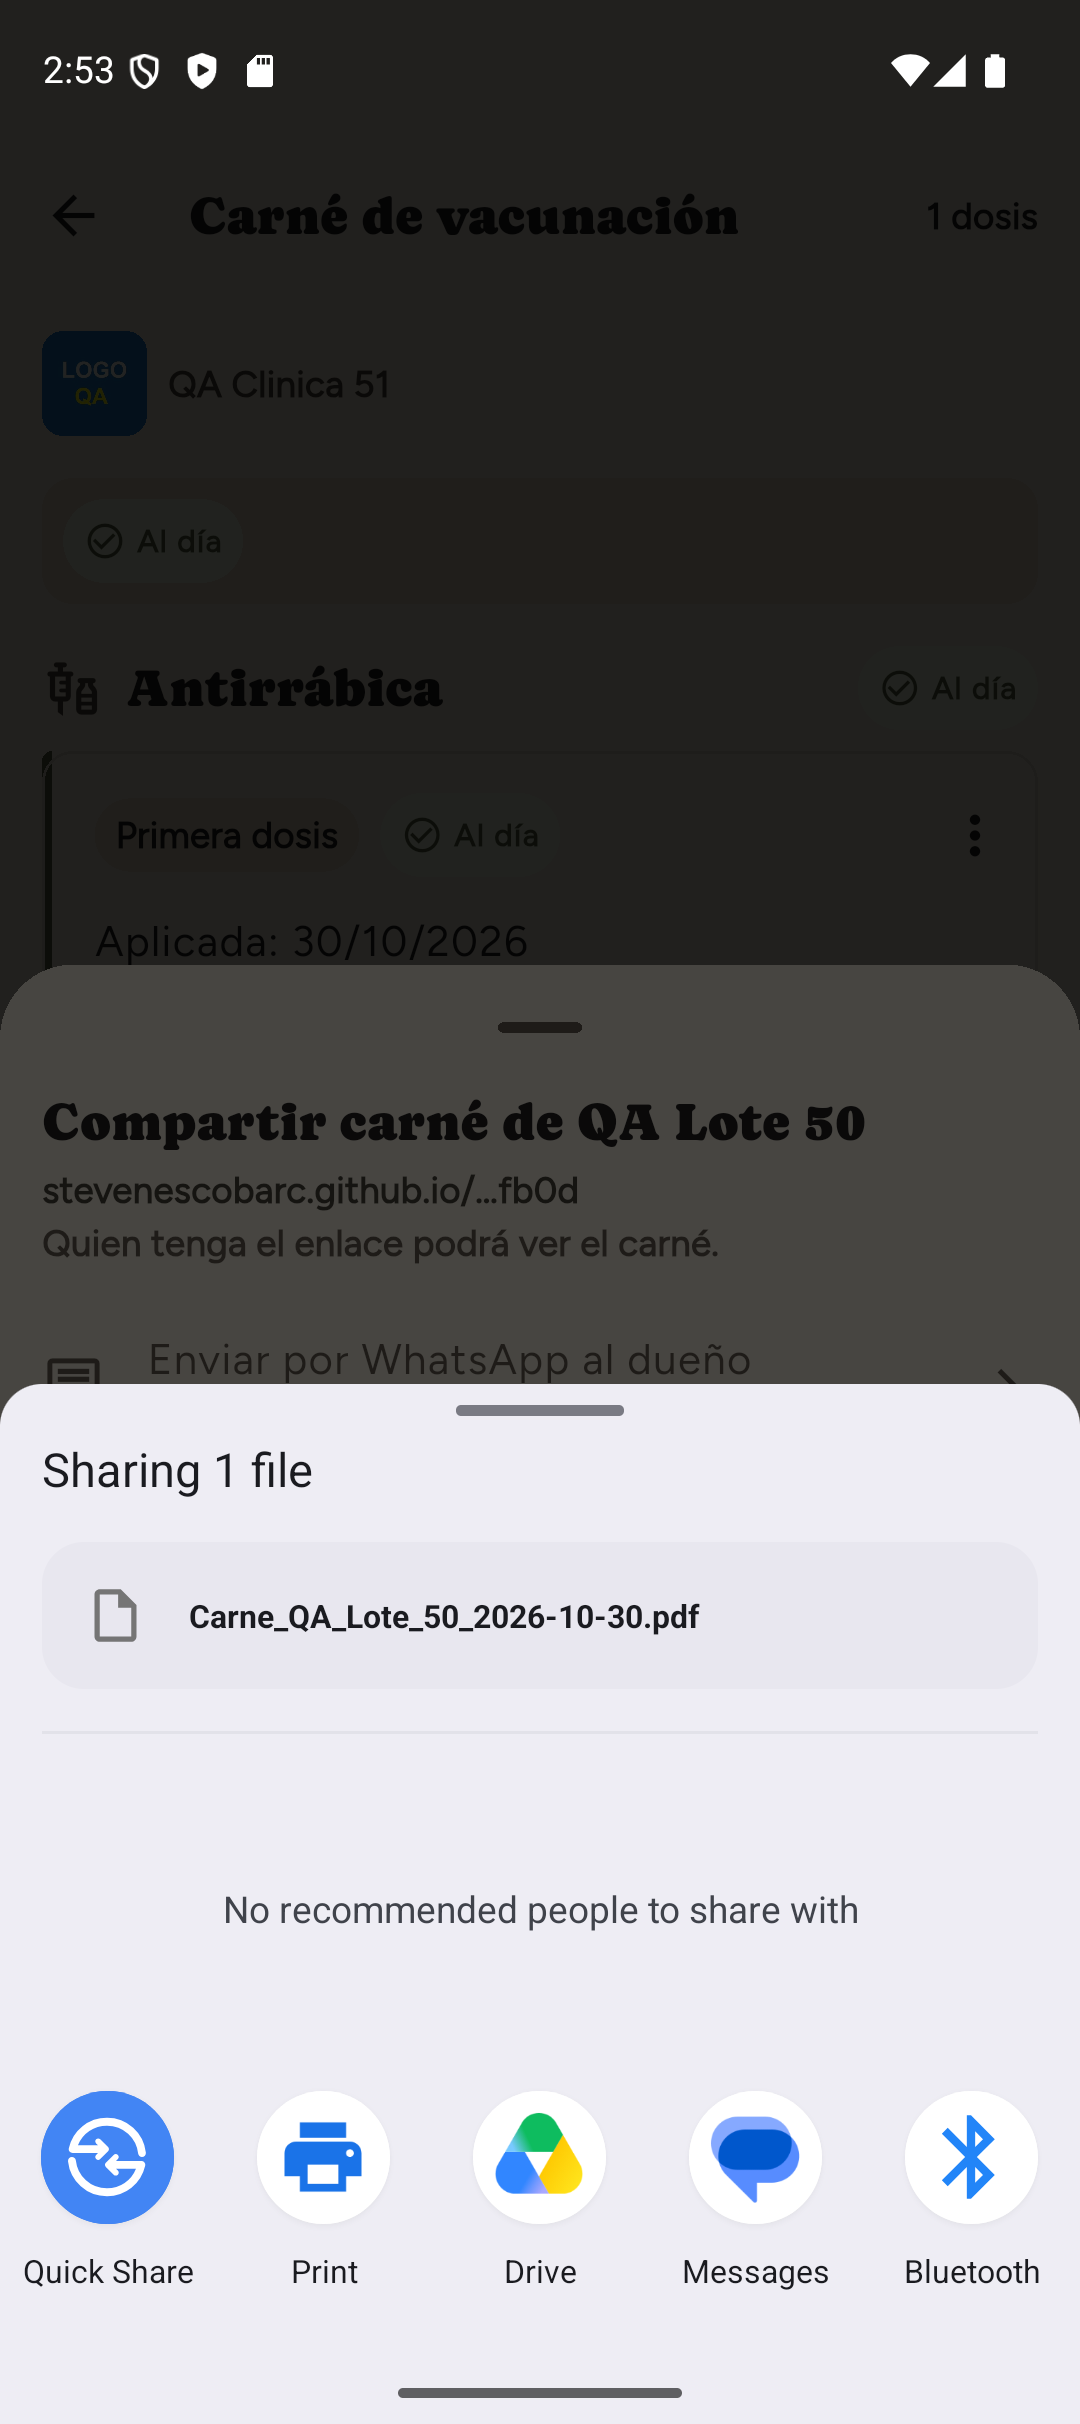 2:53
Carné de vacunación
1 dosis
LOGO
QA
QA Clinica 51
Al día
Antirrábica
Al día
Primera dosis
Al día
Aplicada: 30/10/2026
Compartir carné de QA Lote 50
stevenescobarc.github.io/...fb0d
Quien tenga el enlace podrá ver el carné.
Enviar por WhatsApp al dueño
Sharing 1 file
Carne_QA_Lote_50_2026-10-30.pdf
No recommended people to share with
Quick Share
Print
Drive
Messages
Bluetooth